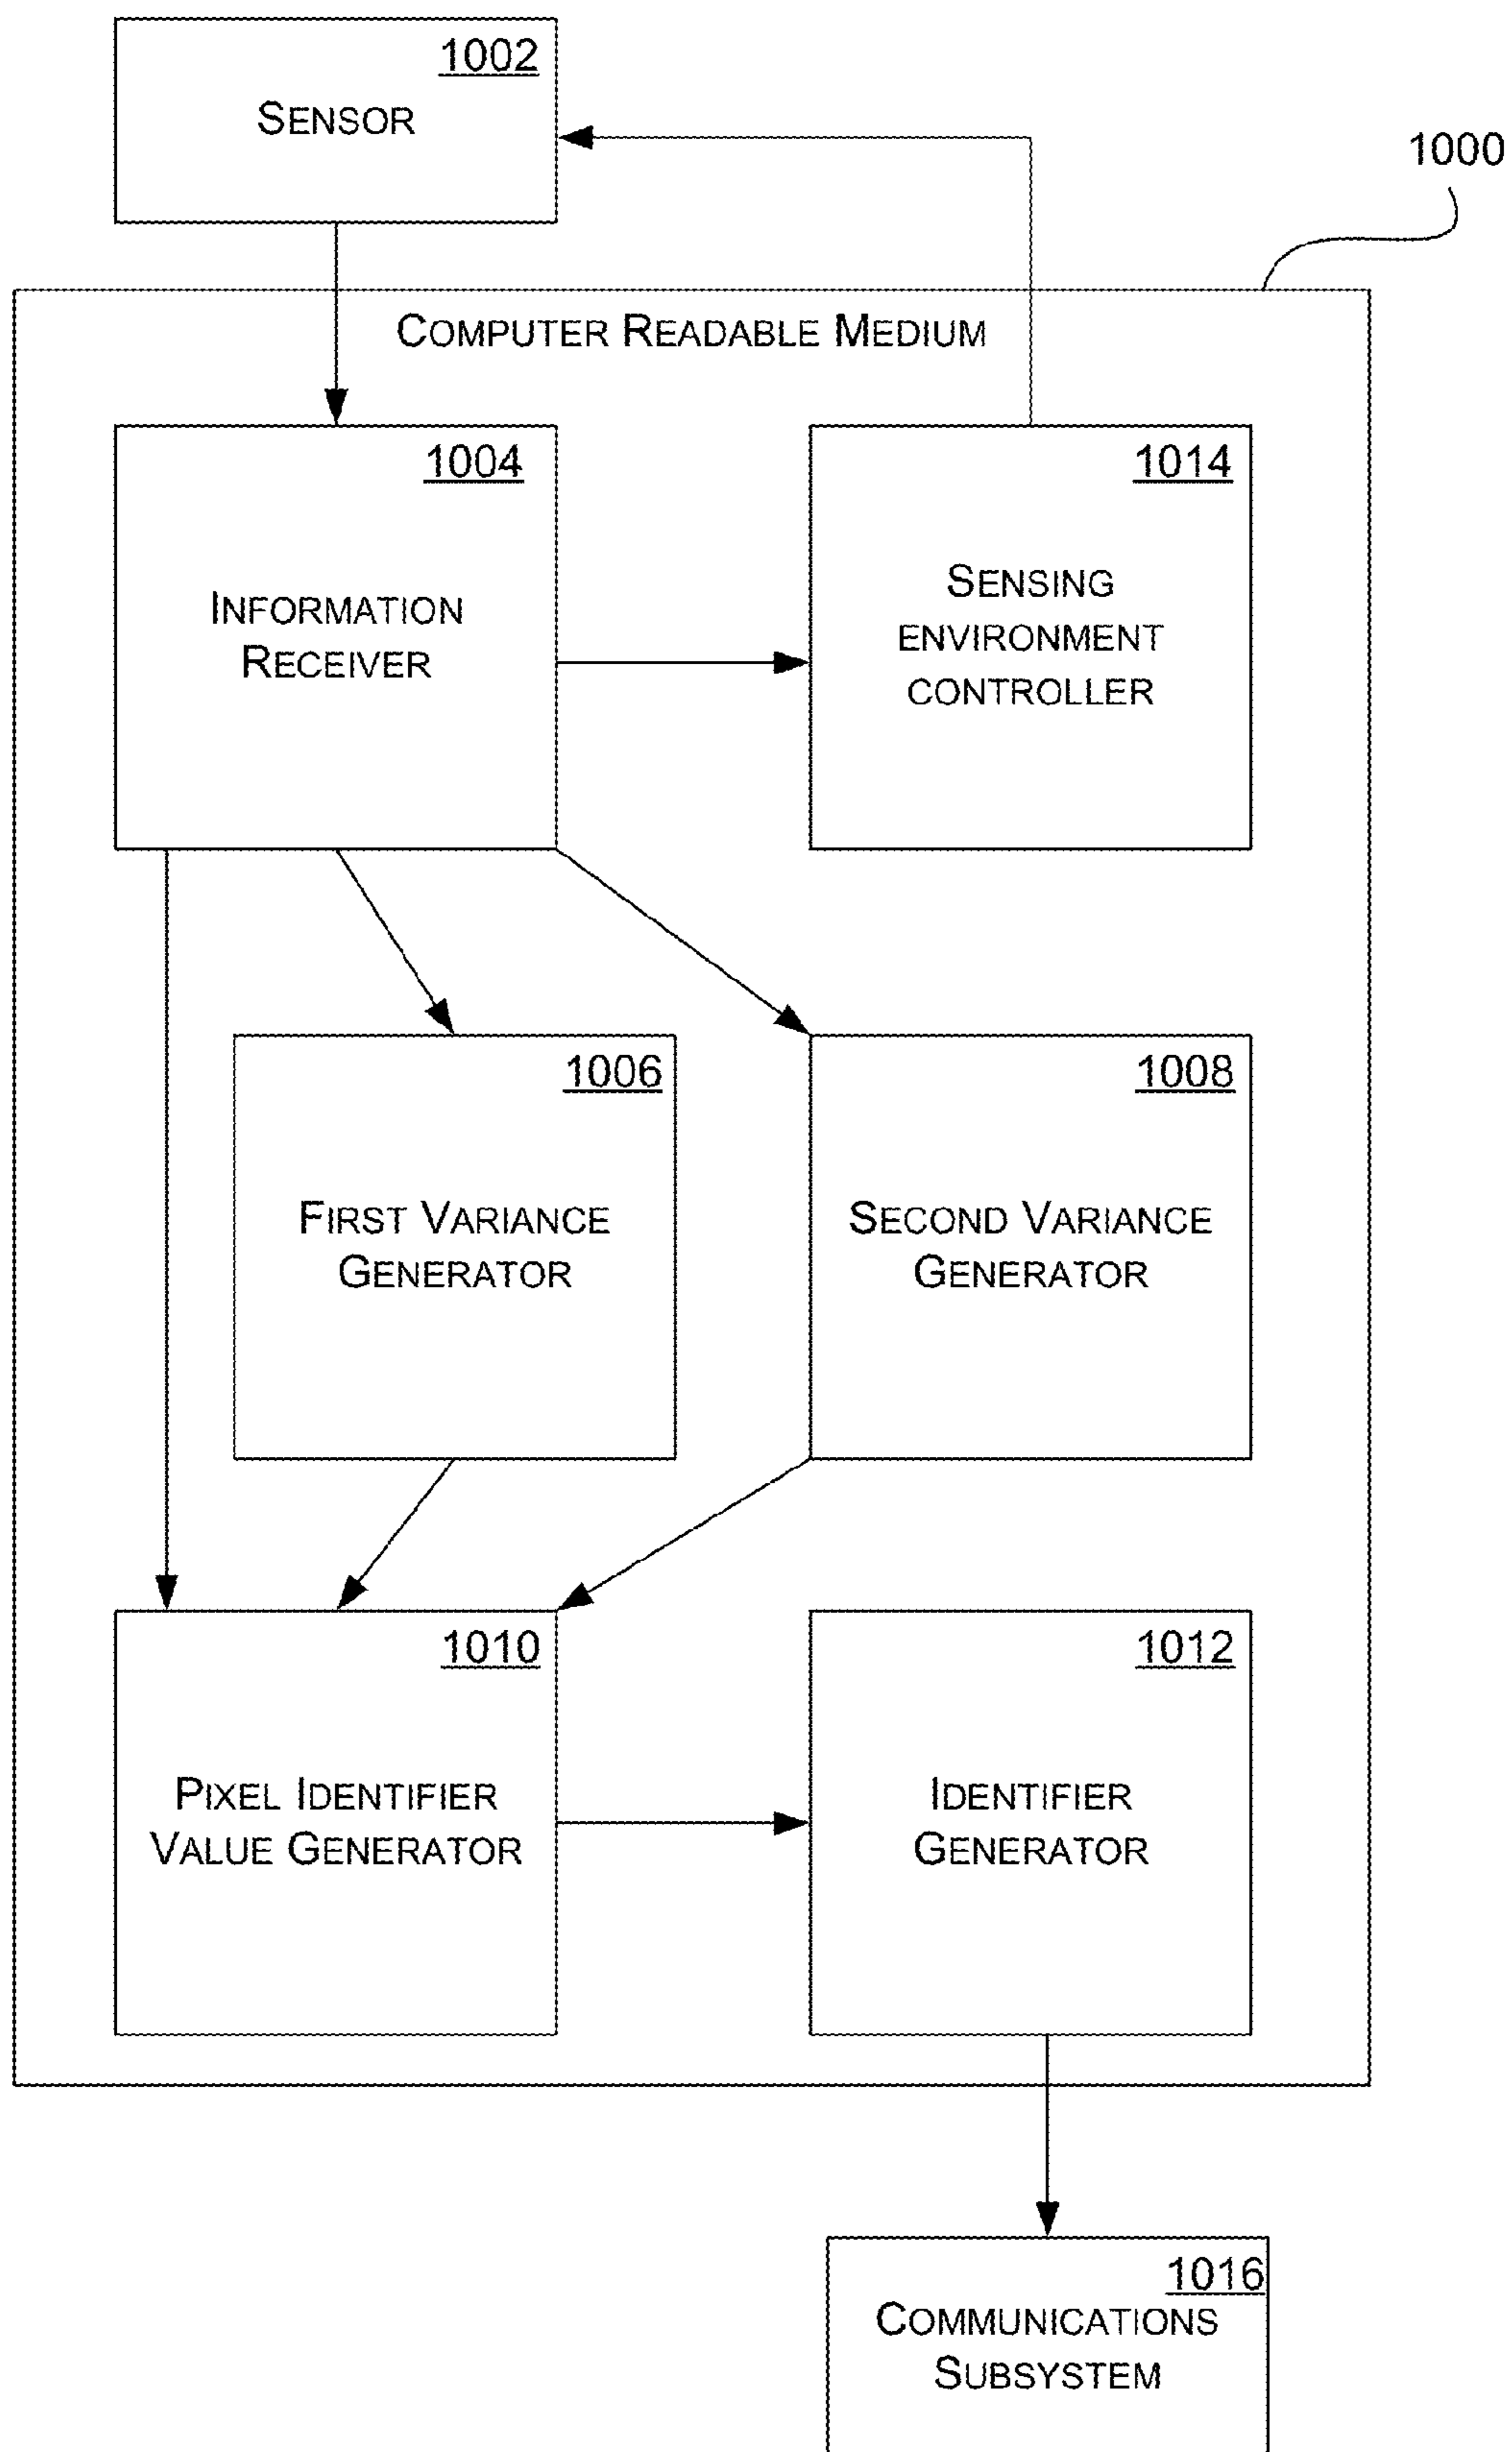 1002
SENSOR
1000
COMPUTER READABLE MEDIUM
1004
INFORMATION
RECEIVER
1014
SENSING
ENVIRONMENT
CONTROLLER
1006
FIRST VARIANCE
GENERATOR
1008
SECOND VARIANCE
GENERATOR
1010
PIXEL IDENTIFIER
VALUE GENERATOR
1012
IDENTIFIER
GENERATOR
1016
COMMUNICATIONS
SUBSYSTEM